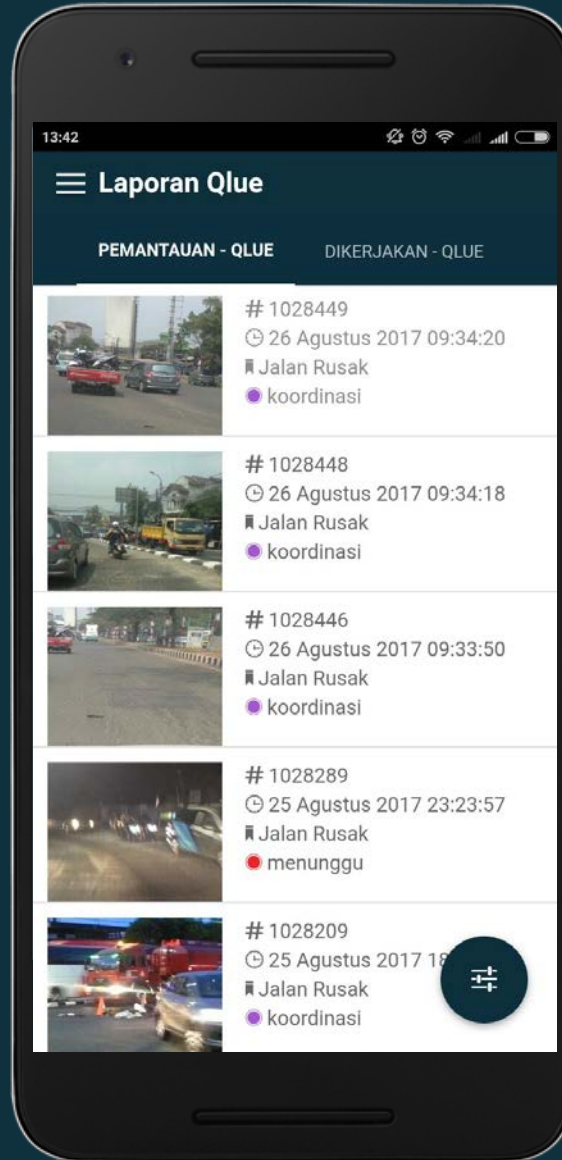 13:42
Laporan Qlue
PEMANTAUAN - QLUE
DIKERJAKAN - QLUE
# 1028449
26 Agustus 2017 09:34:20
Jalan Rusak
koordinasi
# 1028448
26 Agustus 2017 09:34:18
Jalan Rusak
koordinasi
# 1028446
26 Agustus 2017 09:33:50
Jalan Rusak
koordinasi
# 1028289
25 Agustus 2017 23:23:57
Jalan Rusak
menunggu
# 1028209
25 Agustus 2017 18
Jalan Rusak
koordinasi